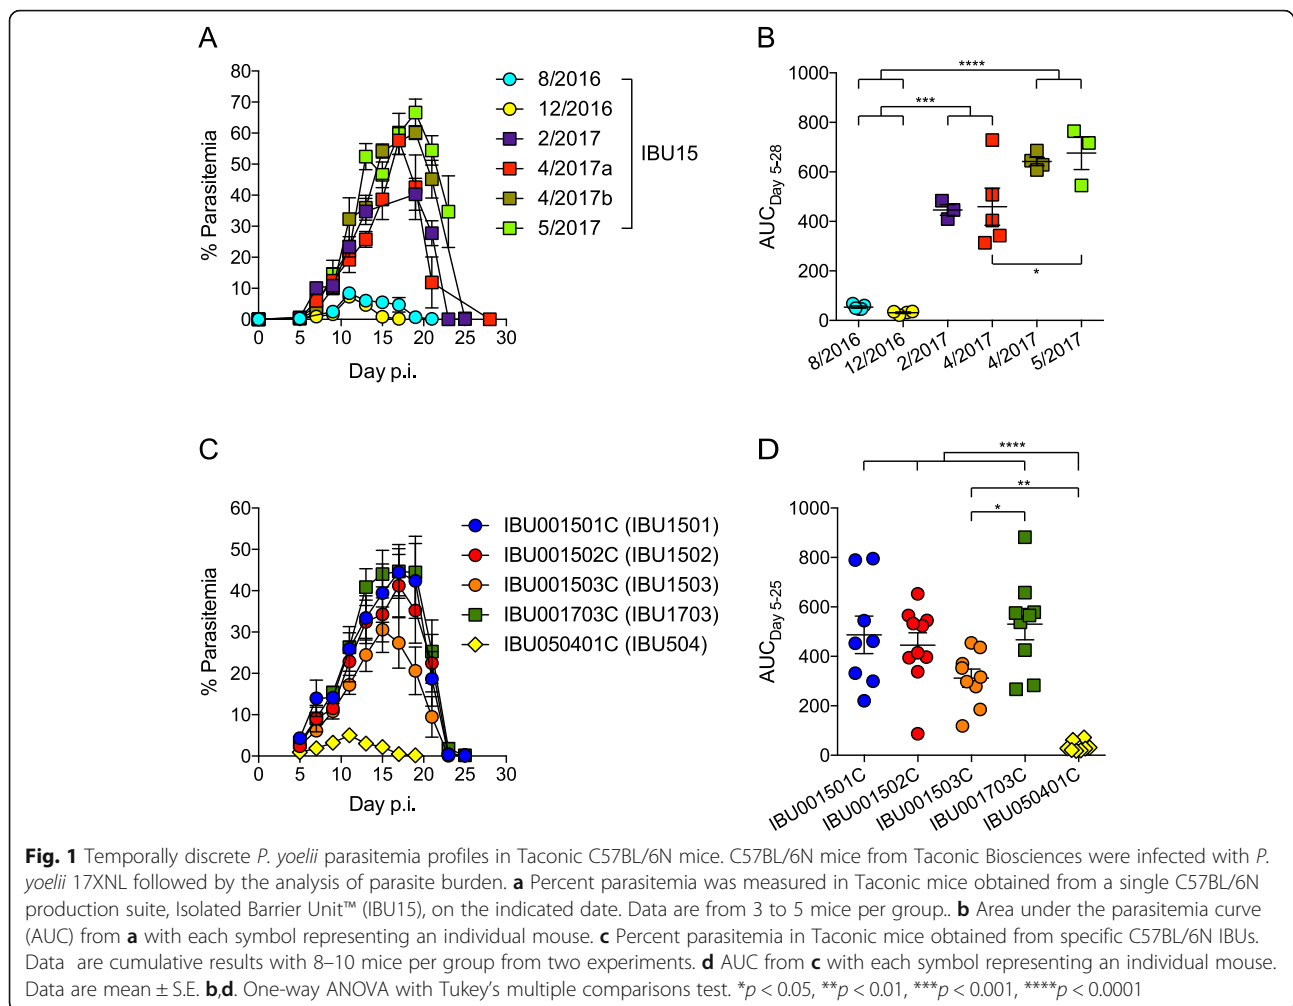 A
% Parasitemia
80
70
60
50
40
30
20
10
0
0 5 10 15 20 25 30
Day p.i.
8/2016
12/2016
2/2017
4/2017a
4/2017b
5/2017
IBU15
B
AUC Day 5-28
1000
800
600
400
200
0
****
***
*
8/2016 12/2016 2/2017 4/2017 4/2017 5/2017
C
% Parasitemia
60
50
40
30
20
10
0
0 5 10 15 20 25 30
Day p.i.
IBU001501C (IBU1501)
IBU001502C (IBU1502)
IBU001503C (IBU1503)
IBU001703C (IBU1703)
IBU050401C (IBU504)
D
AUC Day 5-25
1000
800
600
400
200
0
****
**
*
IBU001501C IBU001502C IBU001503C IBU001703C IBU050401C
Fig. 1 Temporally discrete P. yoelii parasitemia profiles in Taconic C57BL/6N mice. C57BL/6N mice from Taconic Biosciences were infected with P.
yoelii 17XNL followed by the analysis of parasite burden. a Percent parasitemia was measured in Taconic mice obtained from a single C57BL/6N
production suite, Isolated Barrier Unit™ (IBU15), on the indicated date. Data are from 3 to 5 mice per group.. b Area under the parasitemia curve
(AUC) from a with each symbol representing an individual mouse. c Percent parasitemia in Taconic mice obtained from specific C57BL/6N IBUs.
Data are cumulative results with 8–10 mice per group from two experiments. d AUC from c with each symbol representing an individual mouse.
Data are mean ± S.E. b,d. One-way ANOVA with Tukey's multiple comparisons test. *p < 0.05, **p < 0.01, ***p < 0.001, ****p < 0.0001